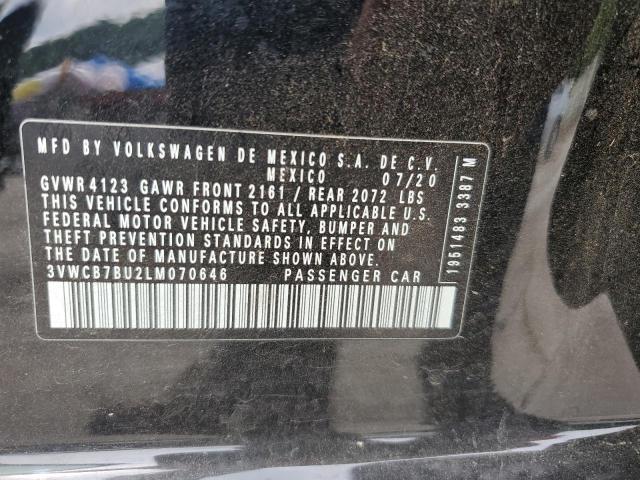 MFD BY VOLKSWAGEN DE MEXICO S.A. DE C.V.
MEXICO 07/20
GVWR 4123 GAWR FRONT 2161 / REAR 2072 LBS
THIS VEHICLE CONFORMS TO ALL APPLICABLE U.S.
FEDERAL MOTOR VEHICLE SAFETY, BUMPER AND
THEFT PREVENTION STANDARDS IN EFFECT ON
THE DATE OF MANUFACTURE SHOWN ABOVE.
3VWCB7BU2LM070646 PASSENGER CAR
1951483 3387 M